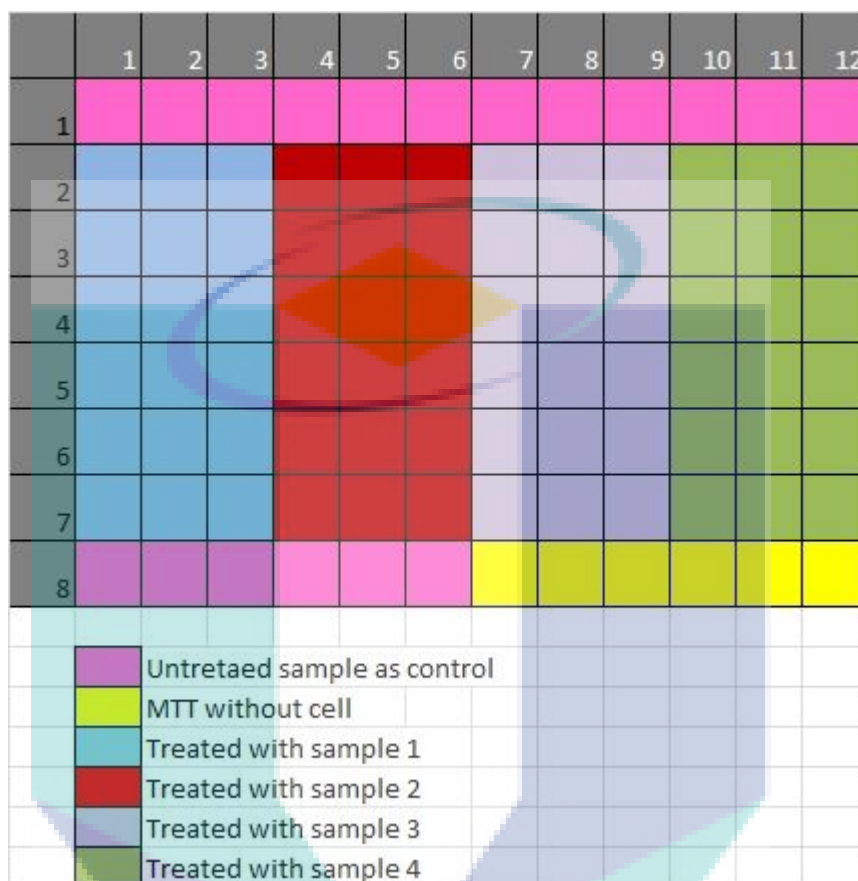 1 2 3 4 5 6 7 8 9 10 11 12
1
2
3
4
5
6
7
8
Untretaed sample as control
MTT without cell
Treated with sample 1
Treated with sample 2
Treated with sample 3
Treated with sample 4